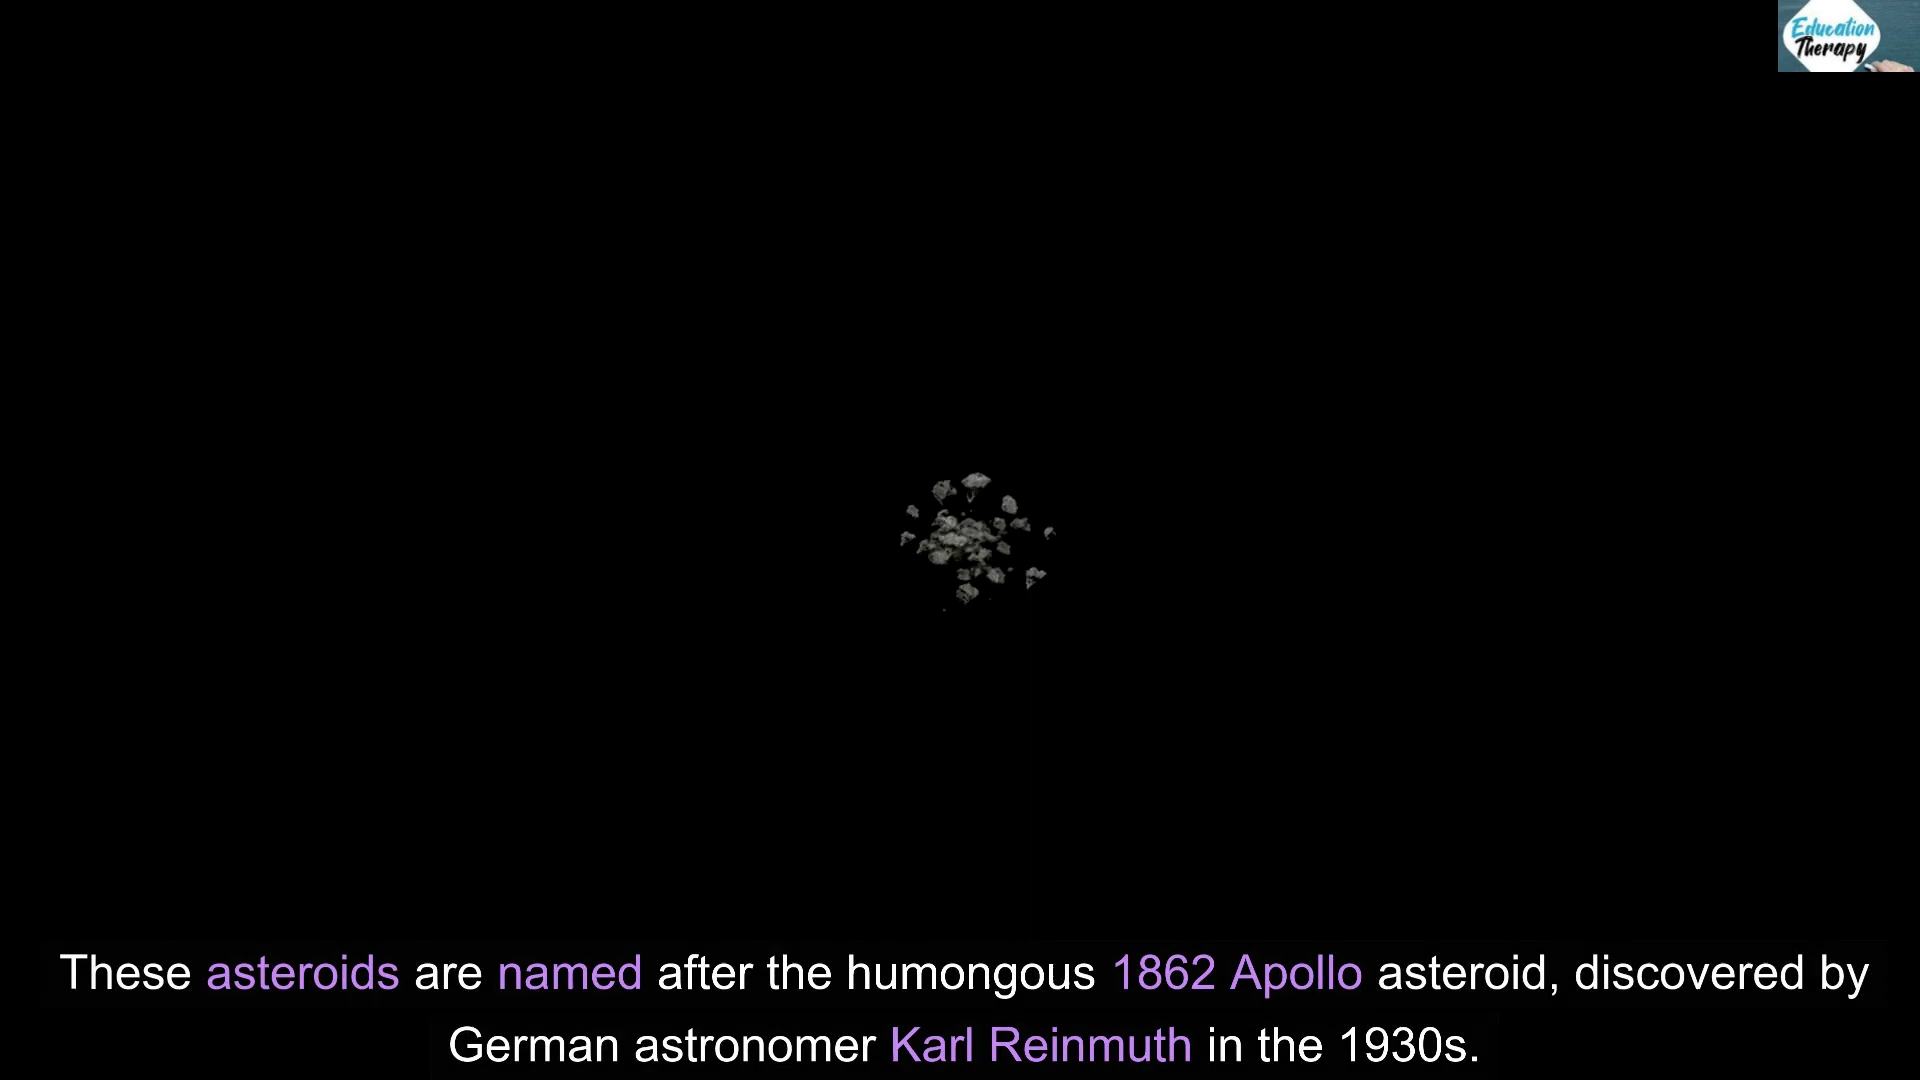 Education
Therapy
These asteroids are named after the humongous 1862 Apollo asteroid, discovered by
German astronomer Karl Reinmuth in the 1930s.